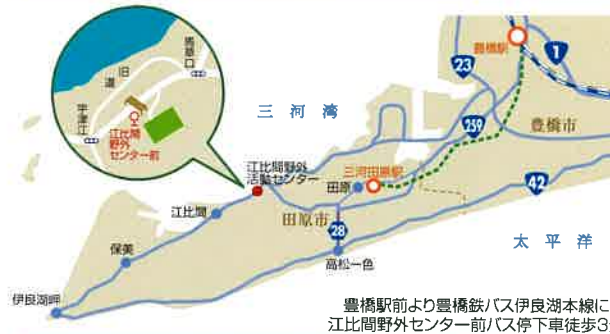 豊橋駅
1
23
馬草口
旧
道
宇津江
江比間
野外
センター前
三河湾
259
豊橋市
江比間野外
活動センター
三河田原駅
田原
42
江比間
田原市
28
太平洋
保美
高松一色
伊良湖岬
豊橋駅前より豊橋鉄バス伊良湖本線に
江比間野外センター前バス停下車徒歩3